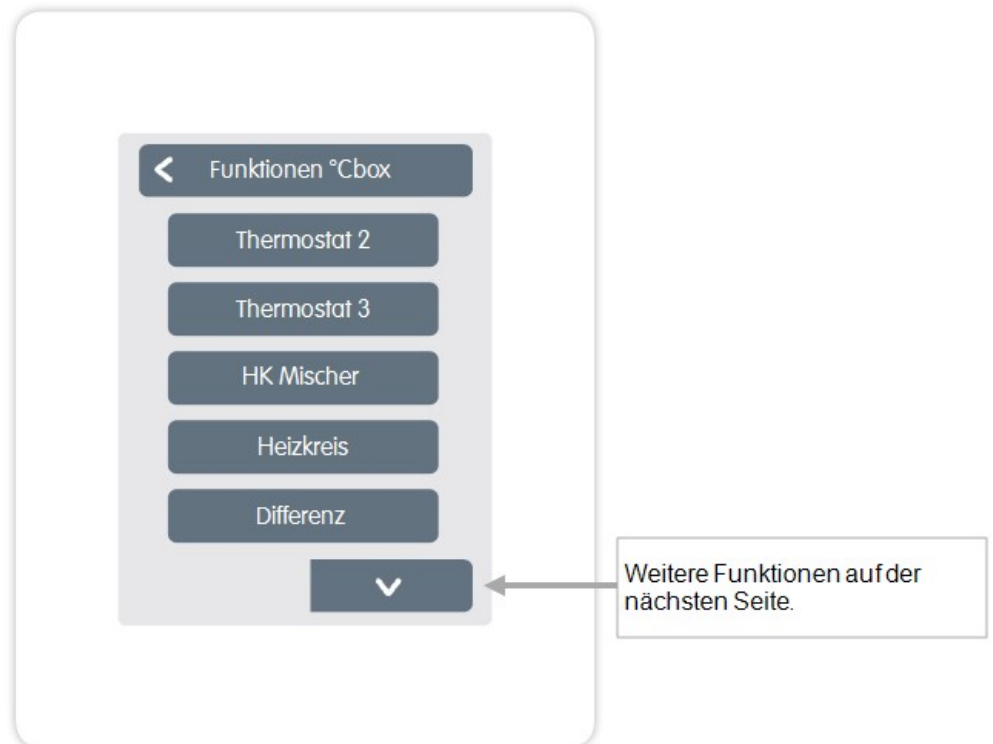 Funktionen °Cbox
Thermostat 2
Thermostat 3
HK Mischer
Heizkreis
Differenz
Weitere Funktionen auf der
nächsten Seite.